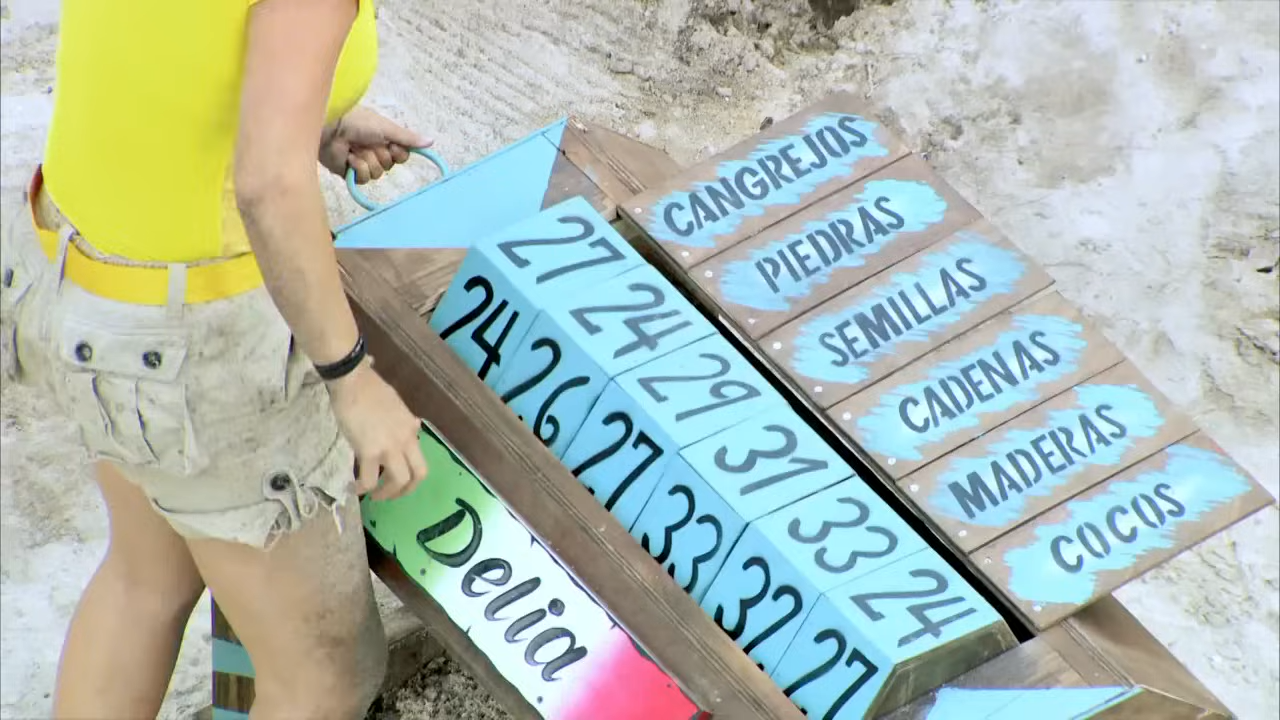 CANGREJOS
PIEDRAS
SEMILLAS
CADENAS
MADERAS
COCOS
27
24
29
31
33
24
24
26
27
33
32
27
Delia